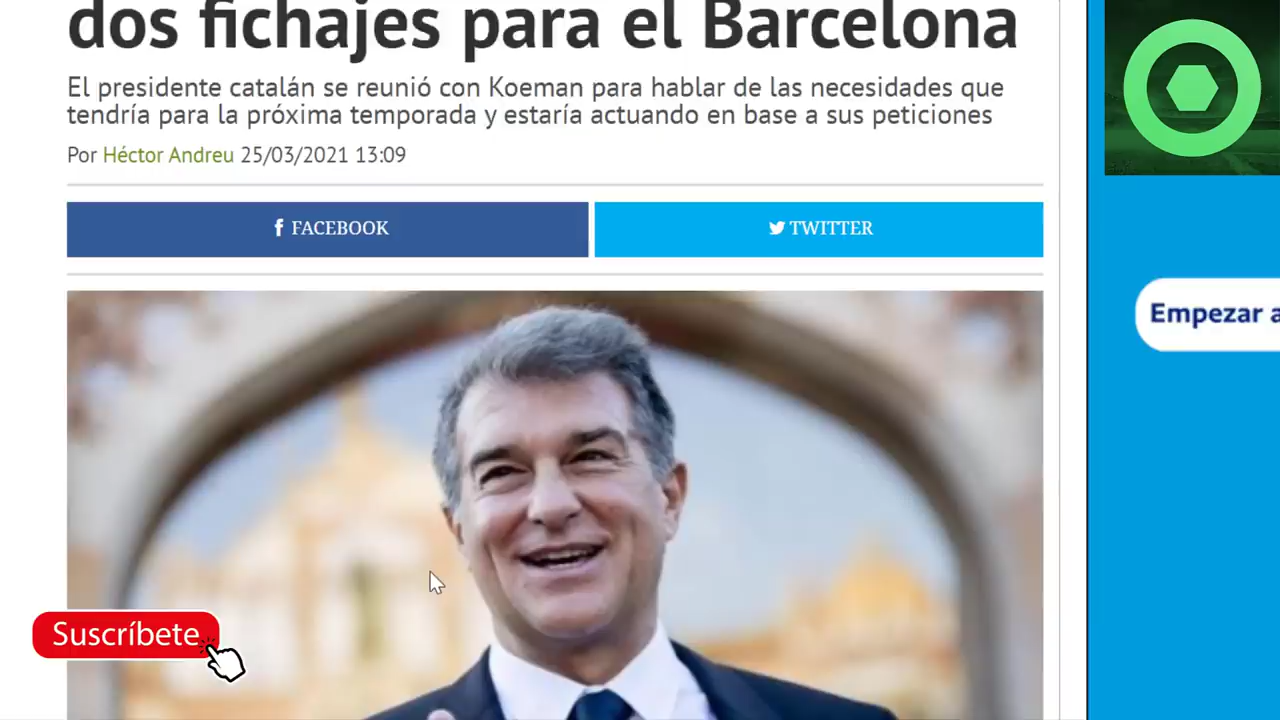 dos fichajes para el Barcelona
El presidente catalán se reunió con Koeman para hablar de las necesidades que
tendría para la próxima temporada y estaría actuando en base a sus peticiones
Por Héctor Andreu 25/03/2021 13:09
f FACEBOOK
TWITTER
Empezar a
Suscríbete